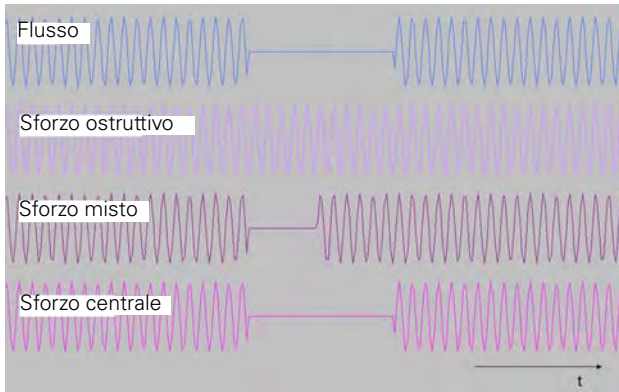 Flusso
Sforzo ostruttivo
Sforzo misto
Sforzo centrale
t